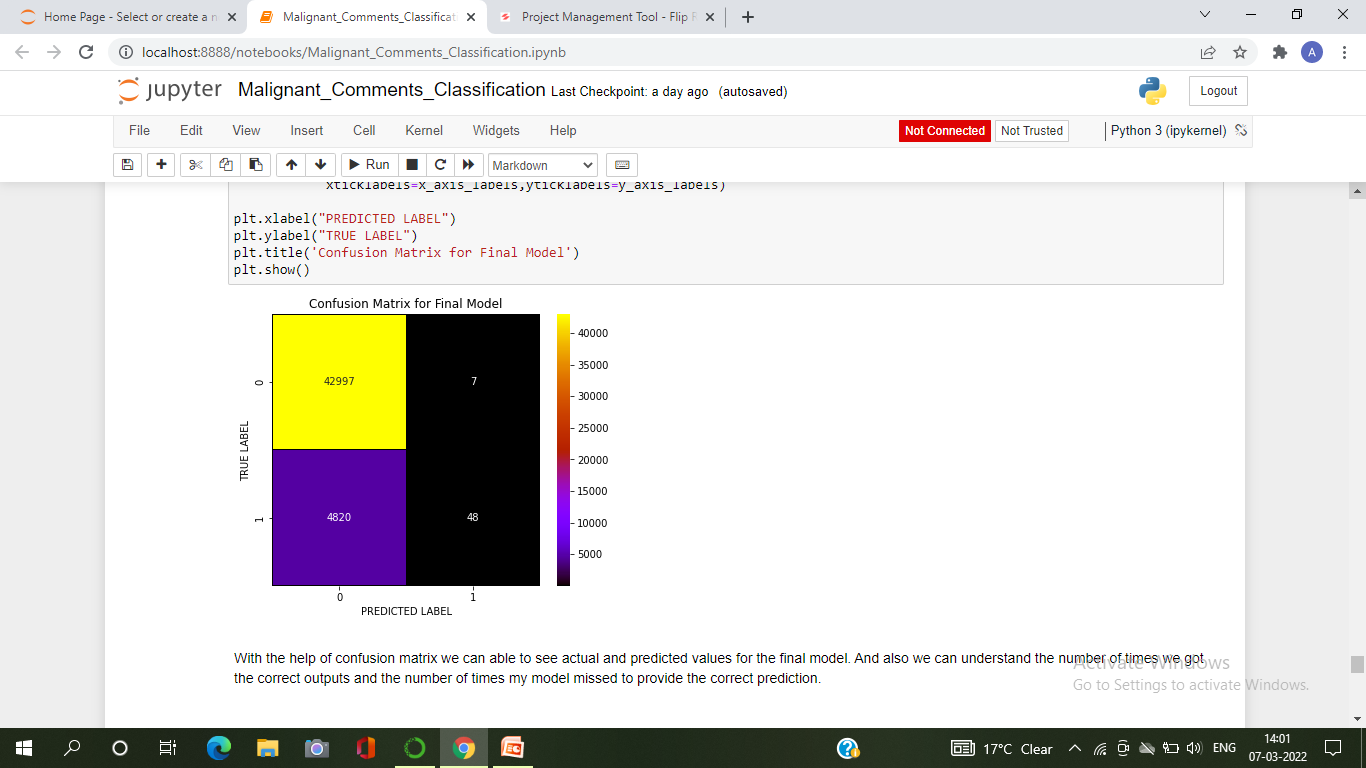 Home Page - Select or create a n
Malignant_Comments_Classificat
Project Management Tool - Flip R
localhost:8888/notebooks/Malignant_Comments_Classification.ipynb
A
jupyter Malignant_Comments_Classification Last Checkpoint: a day ago (autosaved)
Logout
File Edit View Insert Cell Kernel Widgets Help
Not Connected Not Trusted Python 3 (ipykernel)
Run Markdown
xticklabels=x_axis_labels,yticklabels=y_axis_labels)
plt.xlabel("PREDICTED LABEL")
plt.ylabel("TRUE LABEL")
plt.title('Confusion Matrix for Final Model')
plt.show()
Confusion Matrix for Final Model
TRUE LABEL
0
1
42997 7
4820 48
0 1
PREDICTED LABEL
40000
35000
30000
25000
20000
15000
10000
5000
With the help of confusion matrix we can able to see actual and predicted values for the final model. And also we can understand the number of times we got
the correct outputs and the number of times my model missed to provide the correct prediction.
Activate Windows
Go to Settings to activate Windows.
17°C Clear
ENG
14:01
07-03-2022